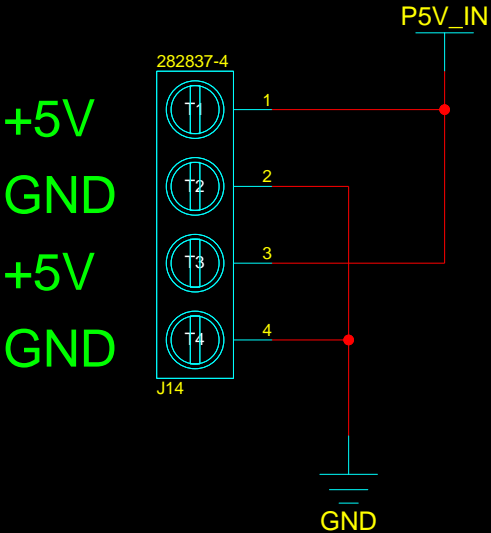 P5V_IN
282837-4
+5V
T1
1
GND
T2
2
+5V
T3
3
GND
T4
4
J14
GND